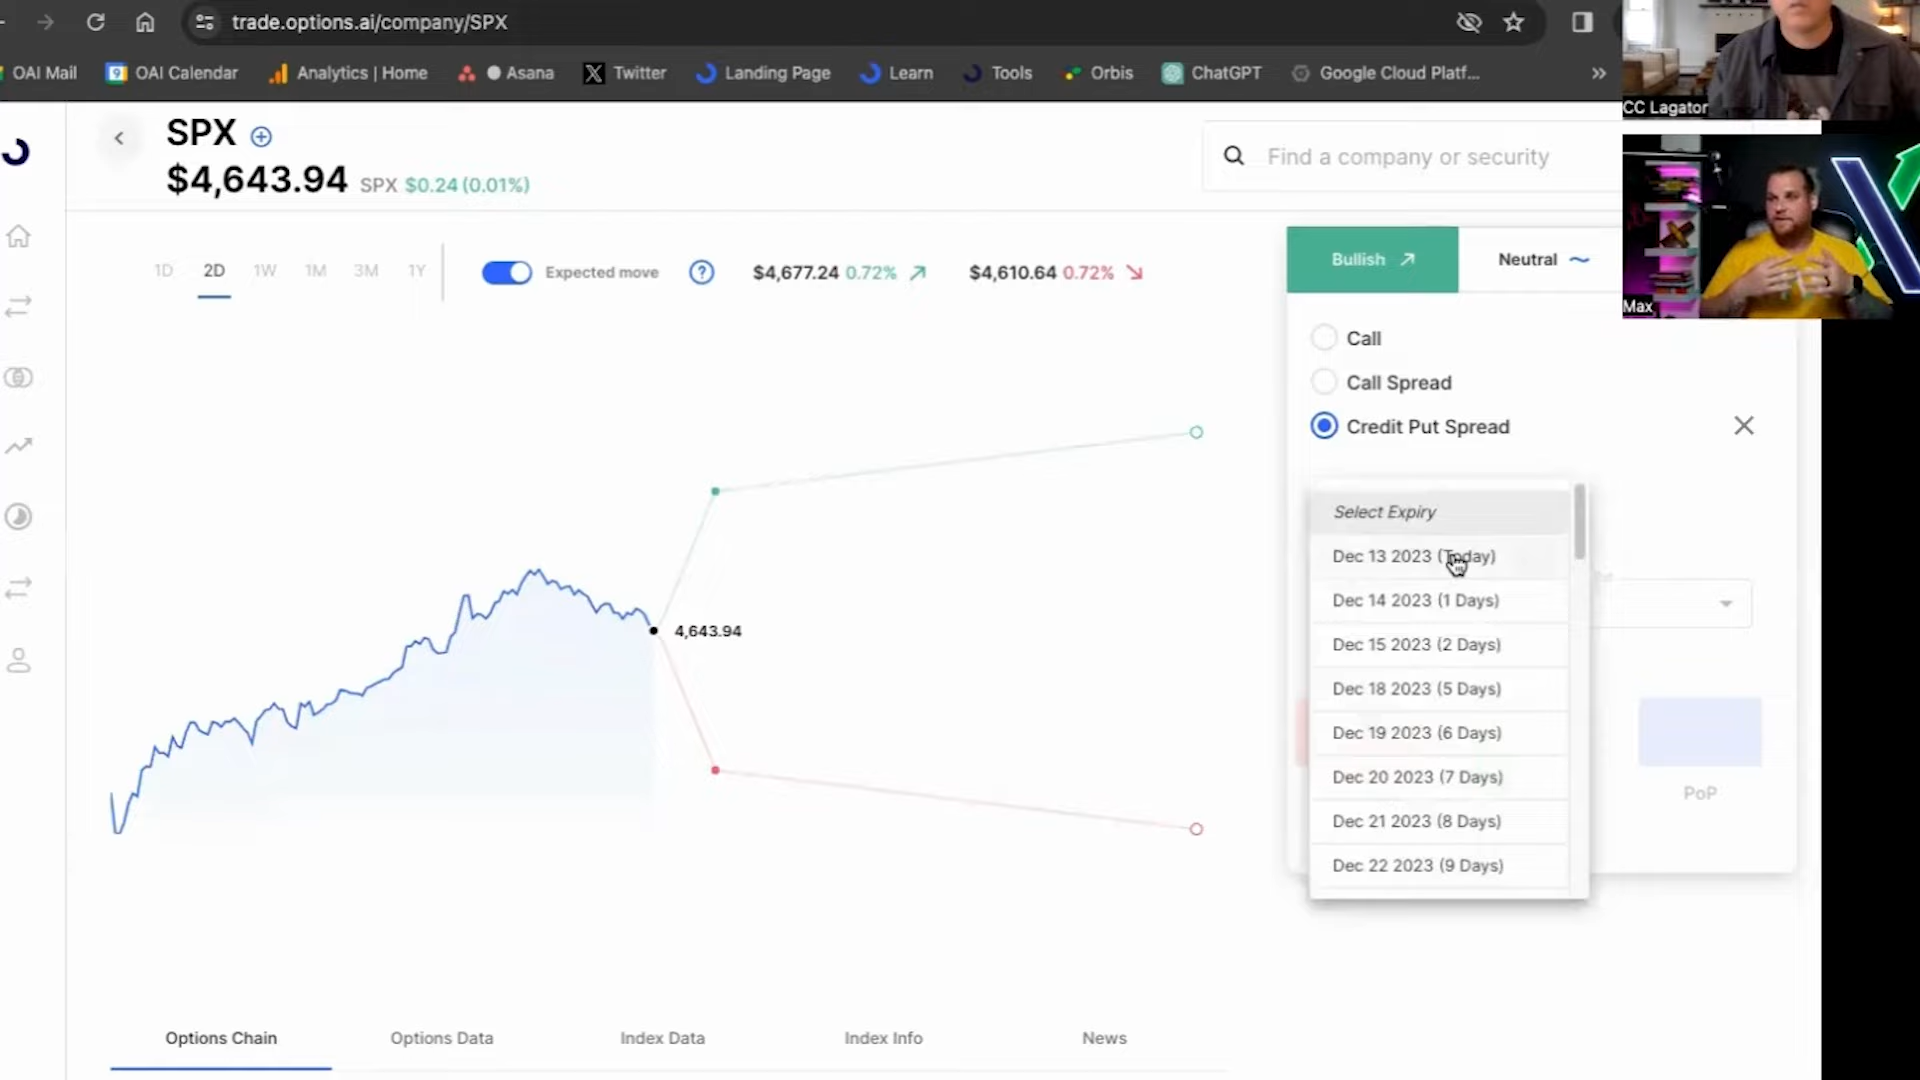 trade.options.ai/company/SPX
OAI Mail
9
OAI Calendar
Analytics | Home
Asana
X
Twitter
Landing Page
Learn
Tools
Orbis
ChatGPT
Google Cloud Platf...
»
CC Lagator
Max
SPX
$4,643.94 SPX $0.24 (0.01%)
Find a company or security
1D 2D 1W 1M 3M 1Y
Expected move
?
$4,677.24 0.72%
$4,610.64 0.72%
Bullish
Neutral
Call
Call Spread
Credit Put Spread
Select Expiry
Dec 13 2023 (Today)
Dec 14 2023 (1 Days)
Dec 15 2023 (2 Days)
Dec 18 2023 (5 Days)
Dec 19 2023 (6 Days)
Dec 20 2023 (7 Days)
Dec 21 2023 (8 Days)
Dec 22 2023 (9 Days)
4,643.94
PoP
Options Chain
Options Data
Index Data
Index Info
News